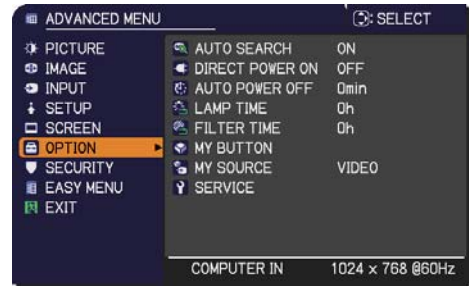 ADVANCED MENU : SELECT
PICTURE
IMAGE
INPUT
SETUP
SCREEN
OPTION
SECURITY
EASY MENU
EXIT
AUTO SEARCH ON
DIRECT POWER ON OFF
AUTO POWER OFF 0min
LAMP TIME 0h
FILTER TIME 0h
MY BUTTON
MY SOURCE VIDEO
SERVICE
COMPUTER IN 1024 x 768 @60Hz